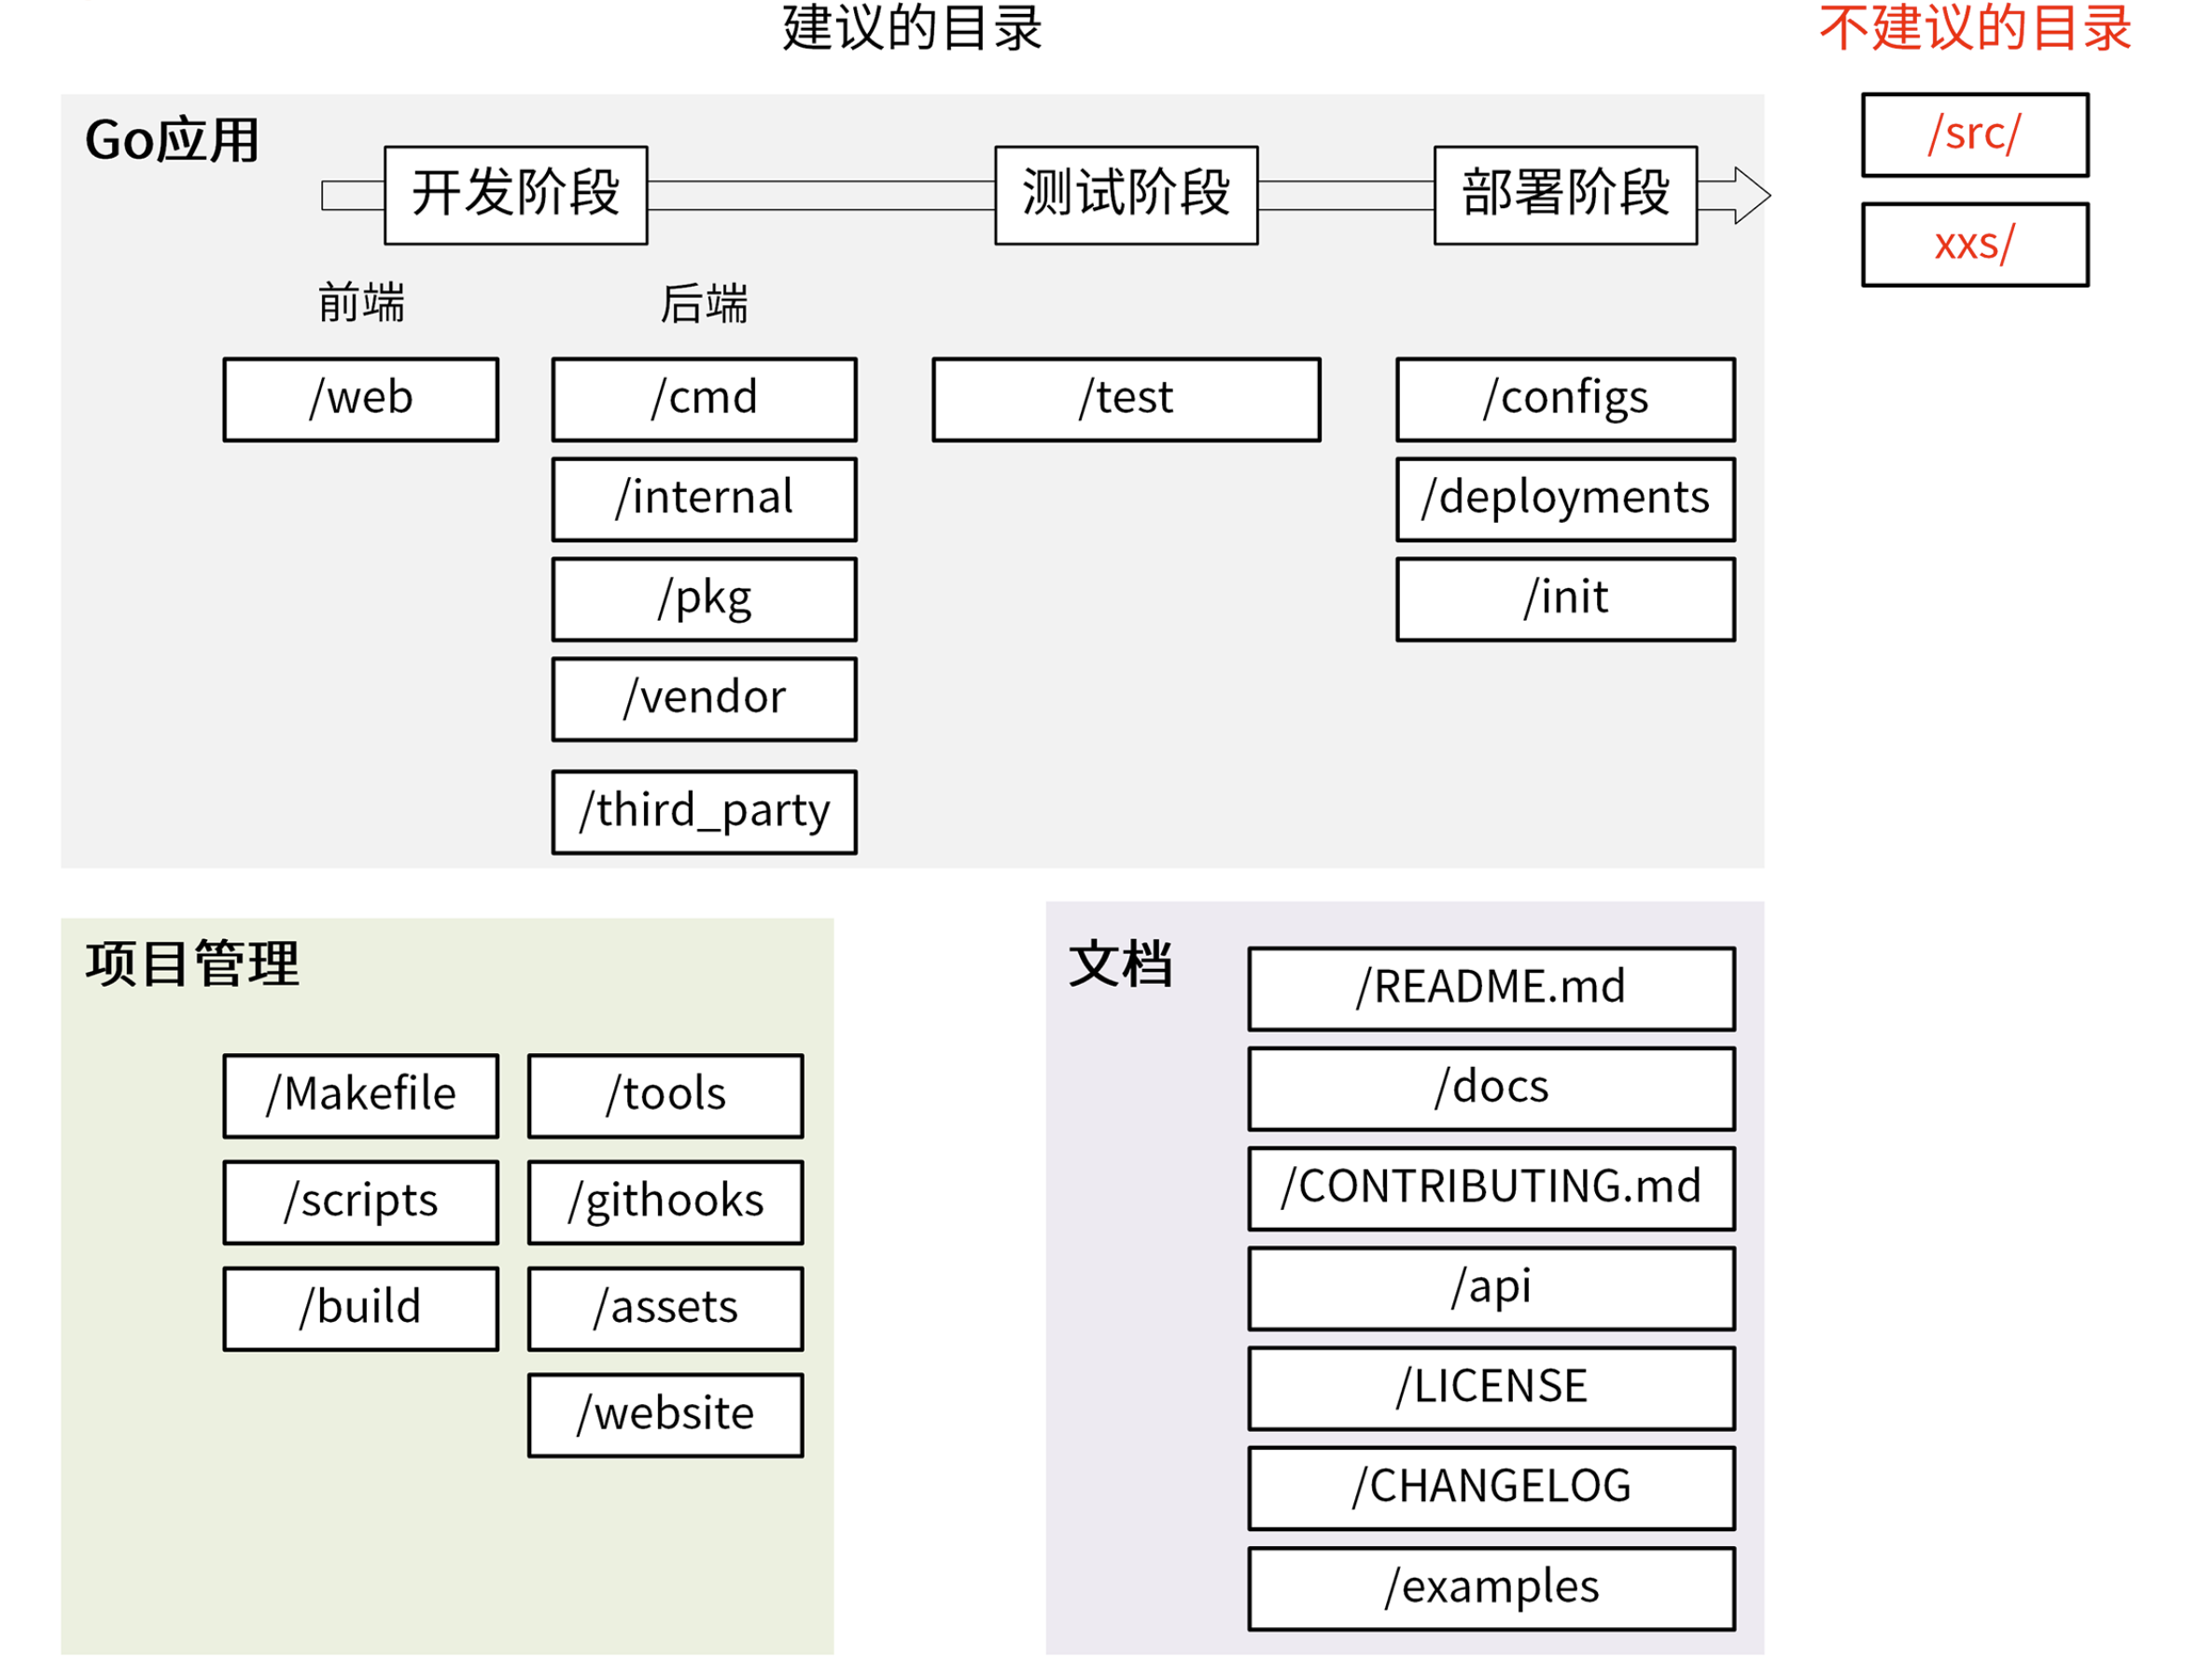 建议的目录
不建议的目录
Go应用
开发阶段
测试阶段
部署阶段
/src/
xxs/
前端
后端
/web
/cmd
/test
/configs
/internal
/deployments
/pkg
/init
/vendor
/third_party
项目管理
/Makefile
/tools
/scripts
/githooks
/build
/assets
/website
文档
/README.md
/docs
/CONTRIBUTING.md
/api
/LICENSE
/CHANGELOG
/examples